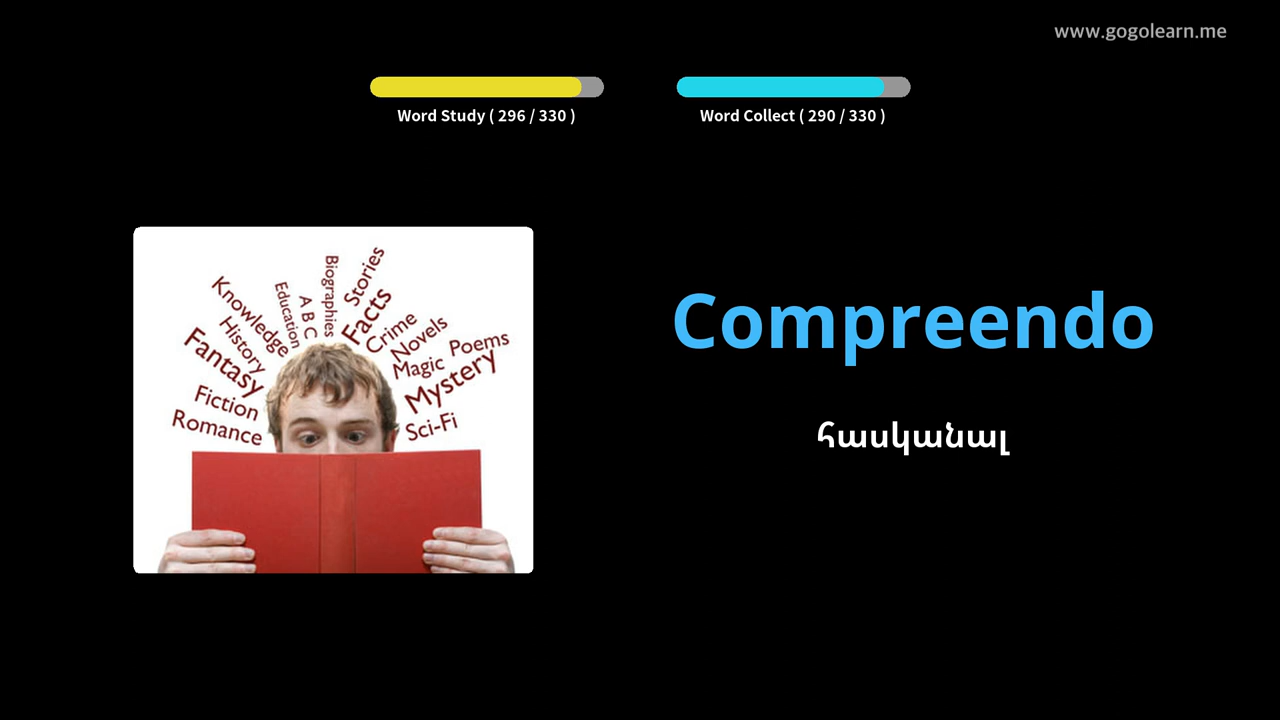 www.gogolearn.me
Word Study ( 296 / 330 )
Word Collect ( 290 / 330 )
Knowledge
Education
A B C
Biographies
Stories
Facts
Crime
Novels
Poems
History
Fantasy
Magic
Mystery
Fiction
Romance
Sci-Fi
Compreendo
հասկանալ